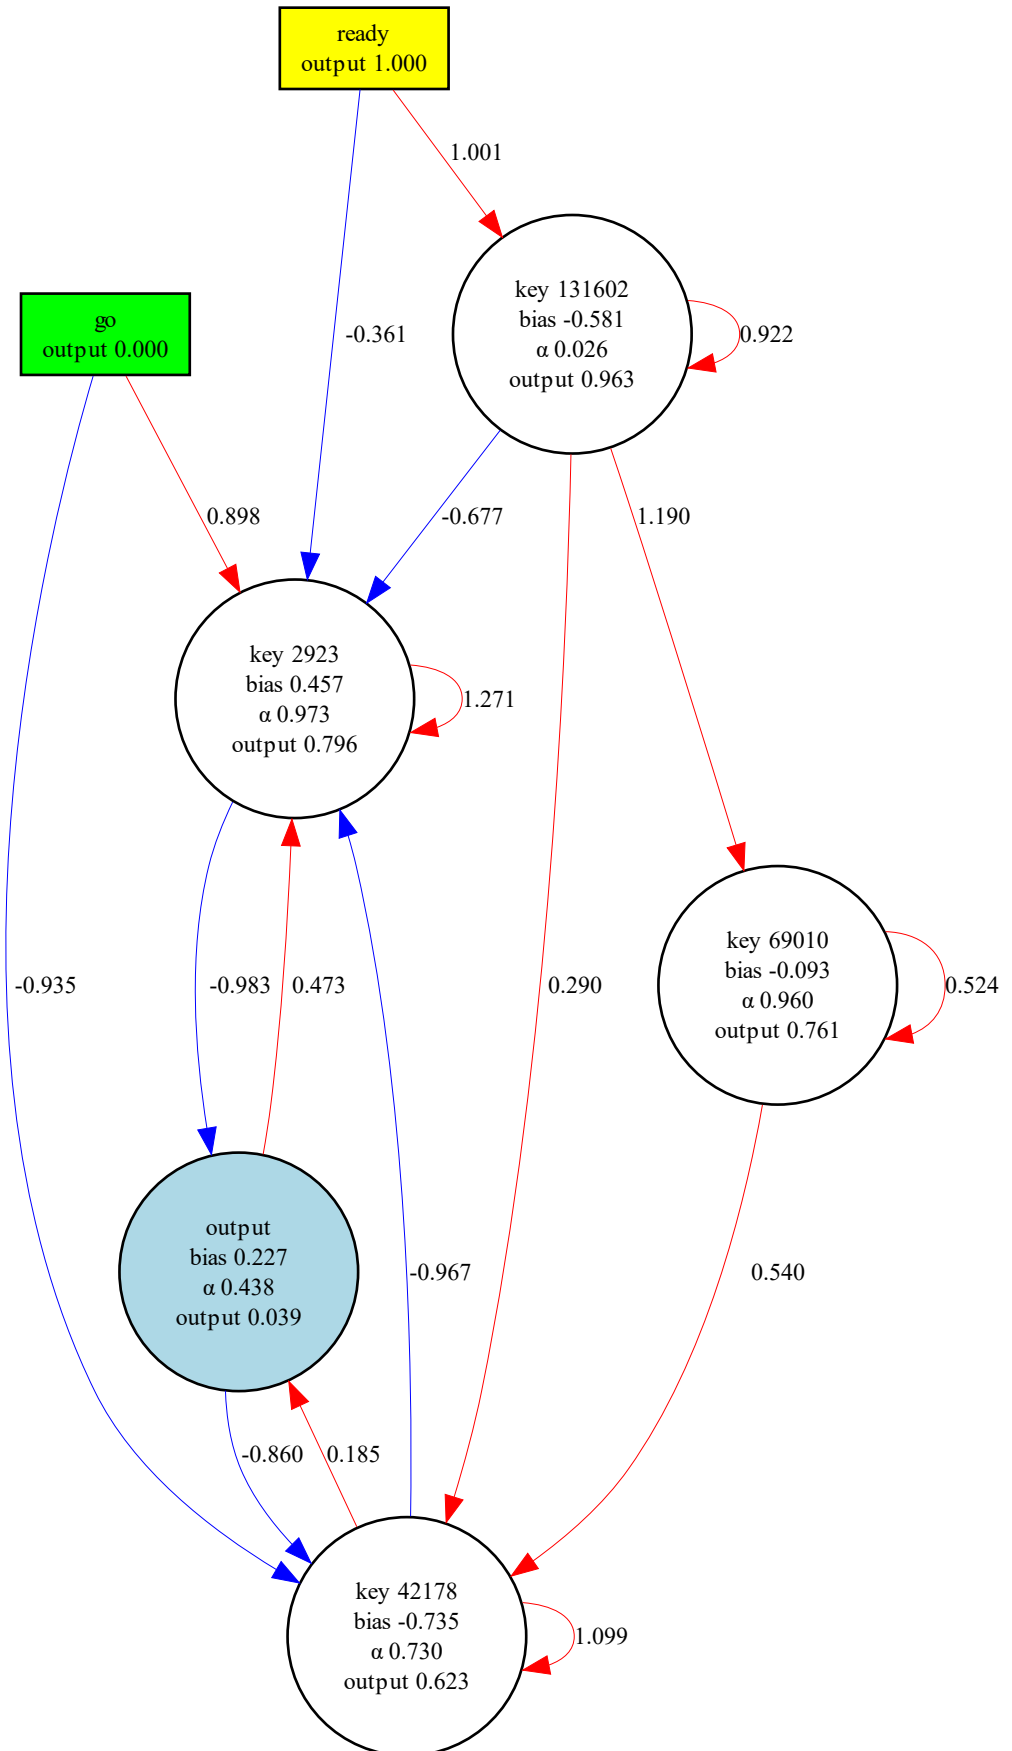 ready
output 1.000
1.001
key 131602
bias -0.581
α 0.026
output 0.963
0.922
go
output 0.000
-0.361
0.898
-0.677
1.190
key 2923
bias 0.457
α 0.973
output 0.796
1.271
key 69010
bias -0.093
α 0.960
output 0.761
0.524
-0.935
-0.983
0.473
0.290
output
bias 0.227
α 0.438
output 0.039
-0.967
0.540
-0.860
0.185
key 42178
bias -0.735
α 0.730
output 0.623
1.099